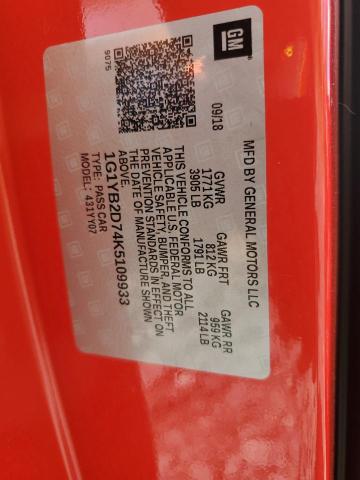 GM
MFD BY GENERAL MOTORS LLC
09/18 GVWR GAWR FRT GAWR RR
1771 KG 812 KG 959 KG
3905 LB 1791 LB 2114 LB
THIS VEHICLE CONFORMS TO ALL
APPLICABLE U.S. FEDERAL MOTOR
VEHICLE SAFETY, BUMPER, AND THEFT
PREVENTION STANDARDS IN EFFECT ON
THE DATE OF MANUFACTURE SHOWN
ABOVE.
1G1YB2D74K5109933
TYPE: PASS CAR
MODEL: 431YY07
9075